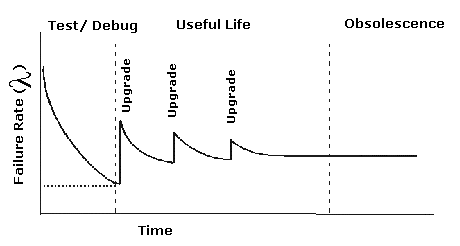 Test/ Debug
Useful Life
Obsolescence
Upgrade
Upgrade
Upgrade
Failure Rate (λ)
Time